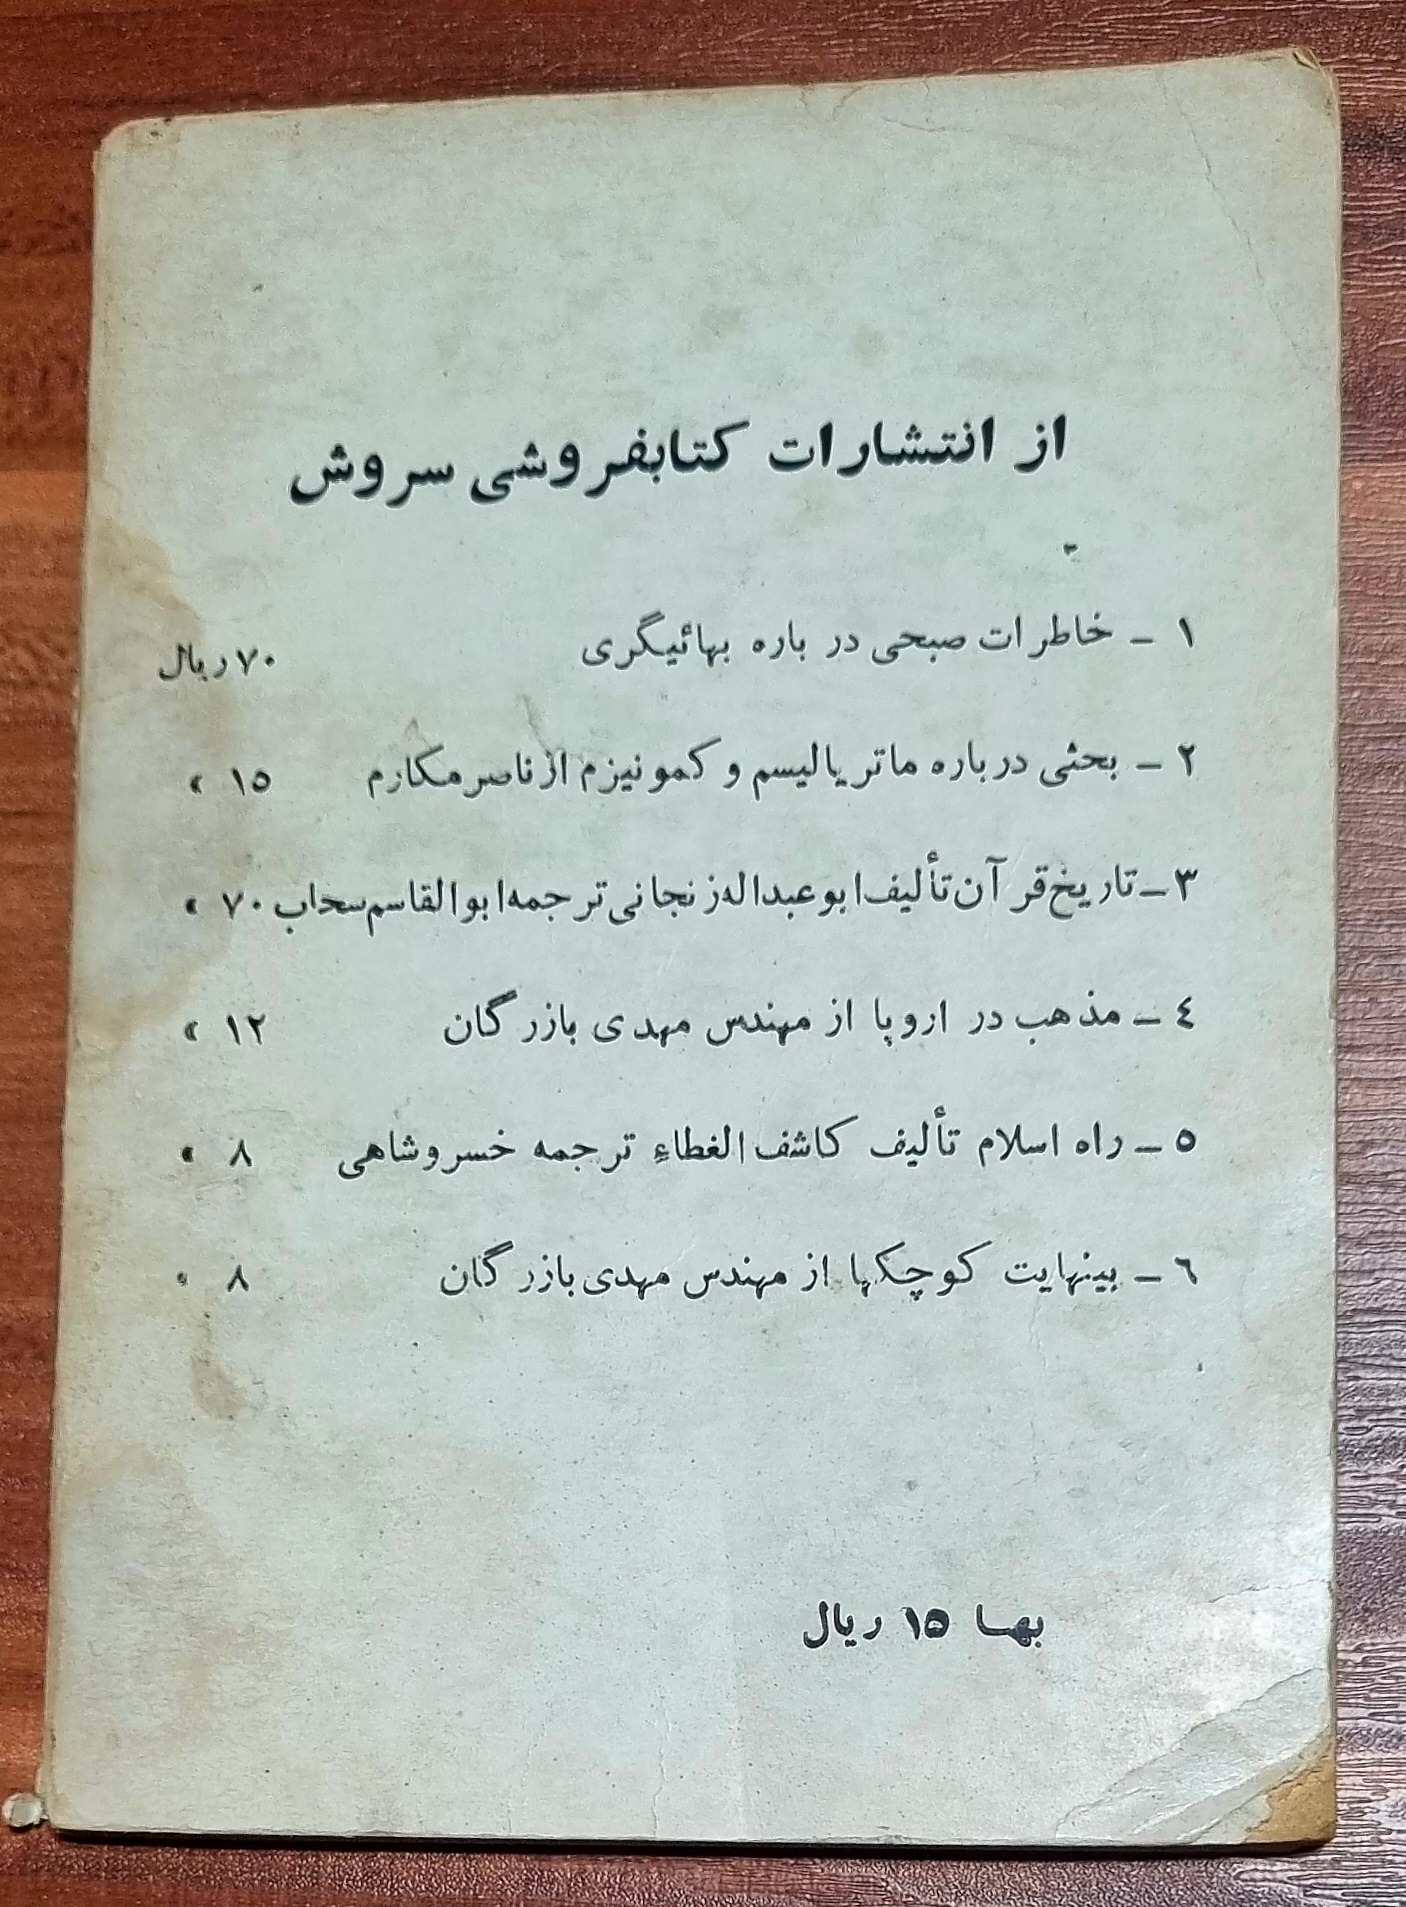 از انتشارات کتابفروشی سروش
۱ - خاطرات صبحی در باره بهائیگری ۷۰ ریال
۲ - بحثی درباره ماتریالیسم و کمونیزم از ناصر مکارم ۱۵ »
۳ - تاریخ قرآن تألیف ابو عبداله زنجانی ترجمه ابوالقاسم سحاب ۷۰ »
٤ - مذهب در اروپا از مهندس مهدی بازرگان ۱۲ »
۵ - راه اسلام تألیف کاشف الغطاءِ ترجمه خسروشاهی ۸ »
٦ - بینهایت کوچکها از مهندس مهدی بازرگان ۸ »
بها ۱۵ ریال